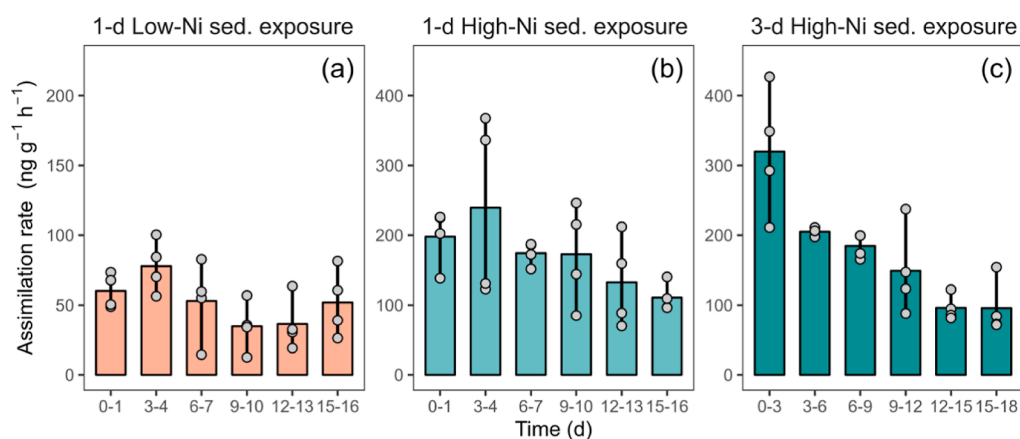 1-d Low-Ni sed. exposure
1-d High-Ni sed. exposure
3-d High-Ni sed. exposure
(a)
(b)
(c)
Assimilation rate (ng g⁻¹ h⁻¹)
200
150
100
50
0
400
300
200
100
0
400
300
200
100
0
0-1 3-4 6-7 9-10 12-13 15-16
0-1 3-4 6-7 9-10 12-13 15-16
0-3 3-6 6-9 9-12 12-15 15-18
Time (d)